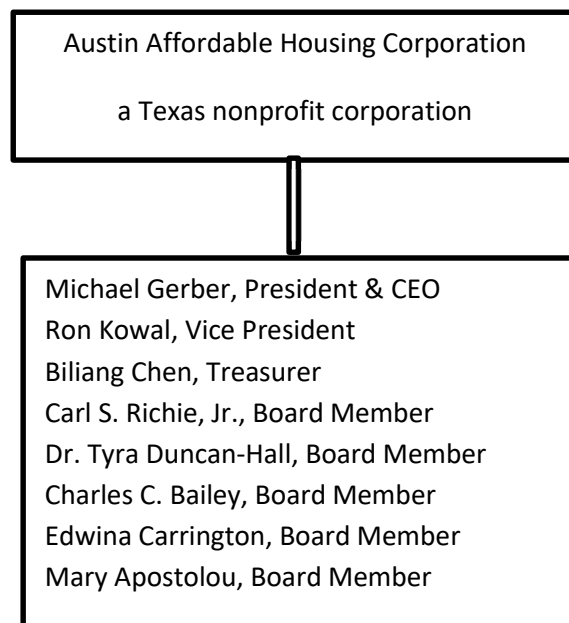 Austin Affordable Housing Corporation
a Texas nonprofit corporation
Michael Gerber, President & CEO
Ron Kowal, Vice President
Biliang Chen, Treasurer
Carl S. Richie, Jr., Board Member
Dr. Tyra Duncan-Hall, Board Member
Charles C. Bailey, Board Member
Edwina Carrington, Board Member
Mary Apostolou, Board Member